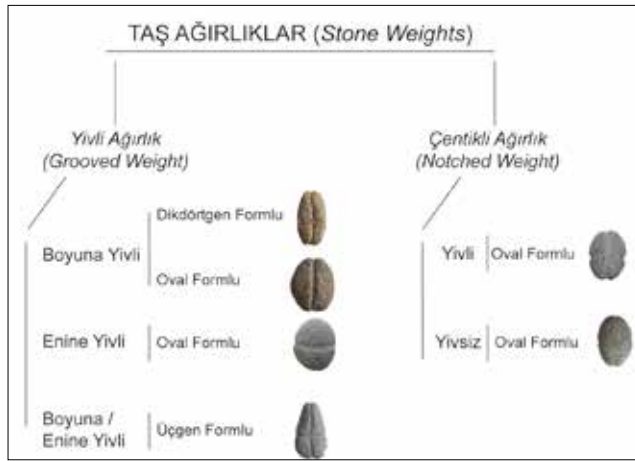 TAŞ AĞIRLIKLAR (Stone Weights)
Yivli Ağırlık
(Grooved Weight)
Dikdörtgen Formlu
Boyuna Yivli
Oval Formlu
Enine Yivli
Oval Formlu
Boyuna /
Enine Yivli
Üçgen Formlu
Çentikli Ağırlık
(Notched Weight)
Yivli
Oval Formlu
Yivsiz
Oval Formlu